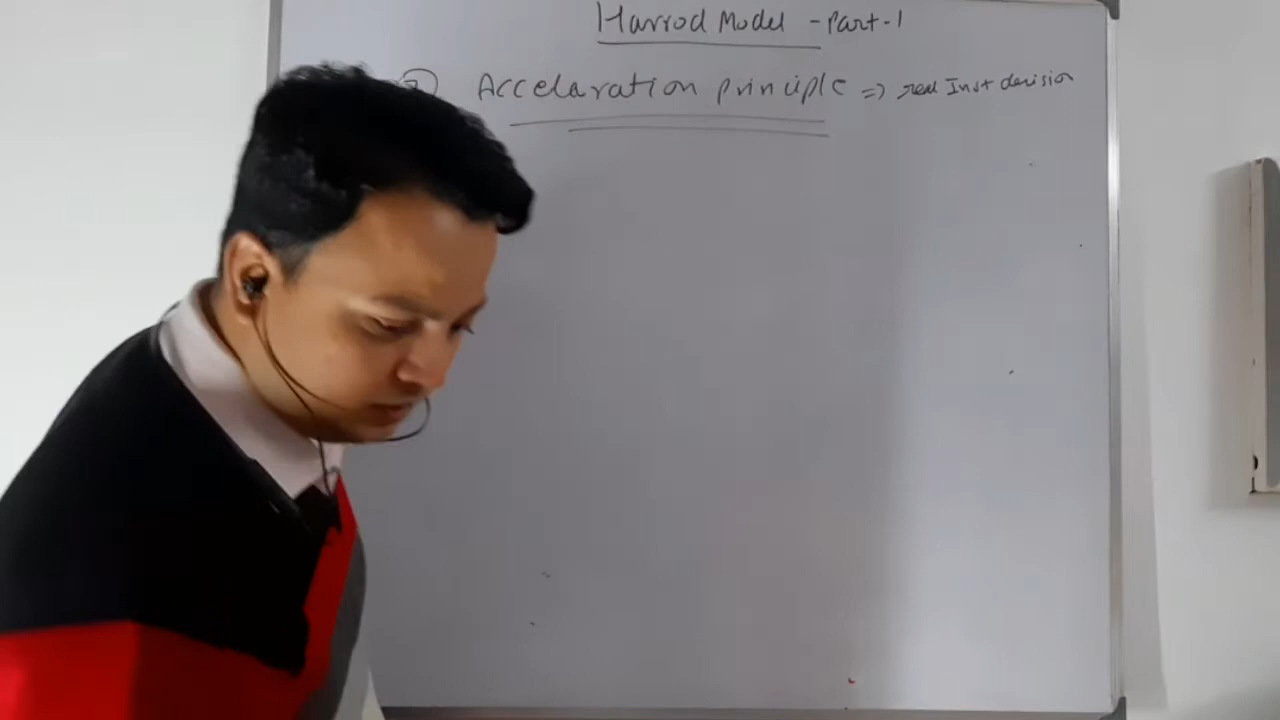 Harrod Model - Part-1
Accelaration principle => real Inst decision